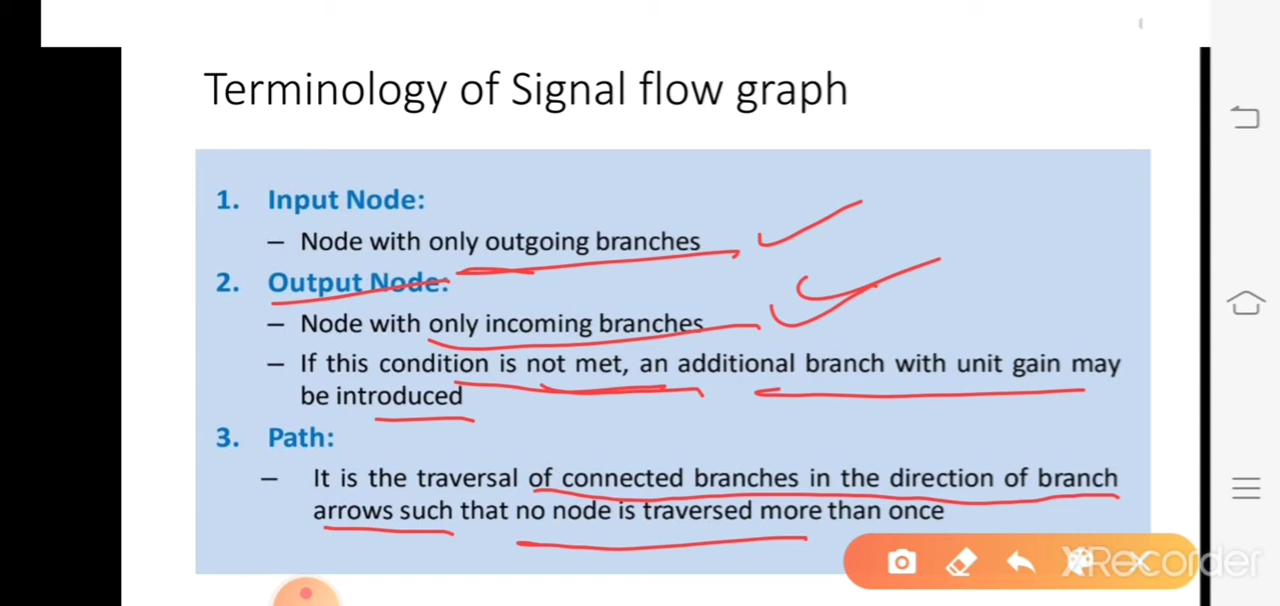 Terminology of Signal flow graph
1. Input Node:
– Node with only outgoing branches
2. Output Node:
– Node with only incoming branches
– If this condition is not met, an additional branch with unit gain may
be introduced
3. Path:
– It is the traversal of connected branches in the direction of branch
arrows such that no node is traversed more than once
XRecorder